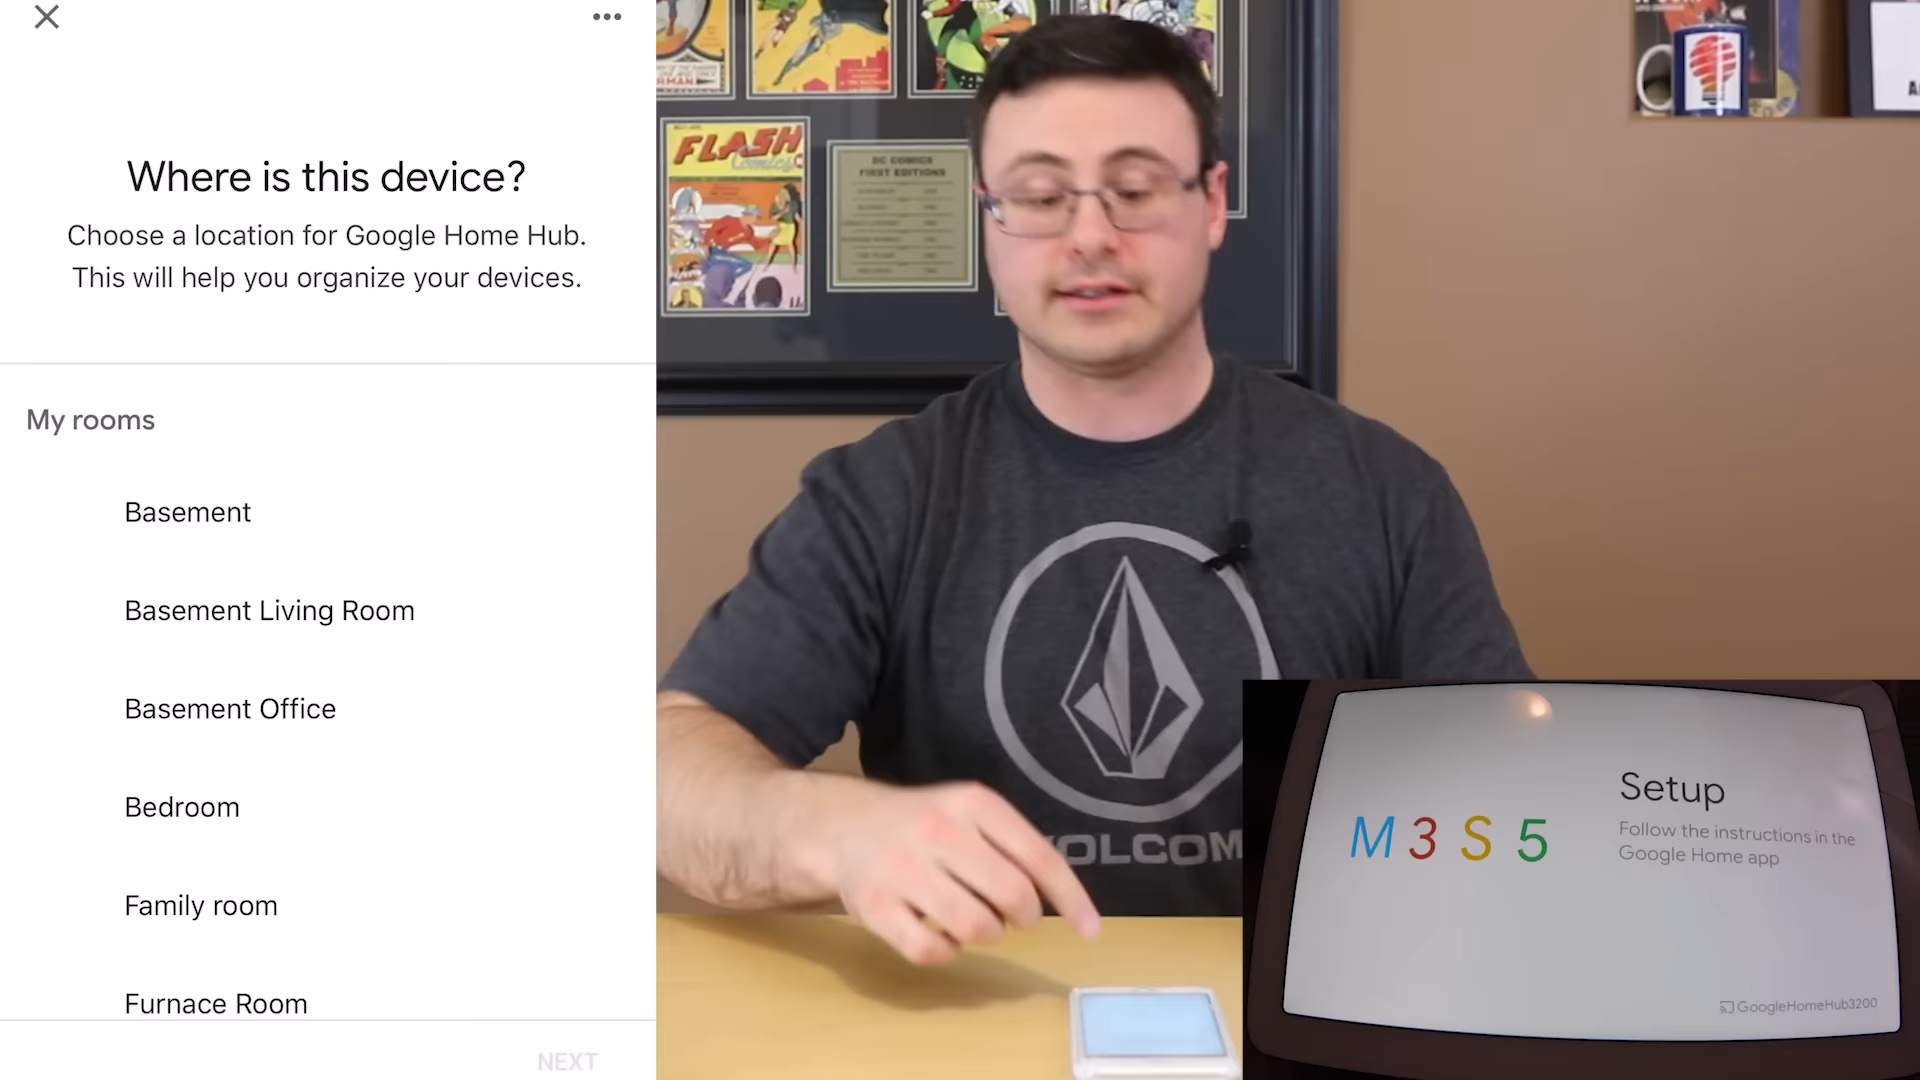 Where is this device?
Choose a location for Google Home Hub.
This will help you organize your devices.
My rooms
Basement
Basement Living Room
Basement Office
Bedroom
Family room
Furnace Room
NEXT
FLASH
Comics
DC COMICS
FIRST EDITIONS
RMAN
OLCOM
M3S5
Setup
Follow the instructions in the
Google Home app
GoogleHomeHub3200